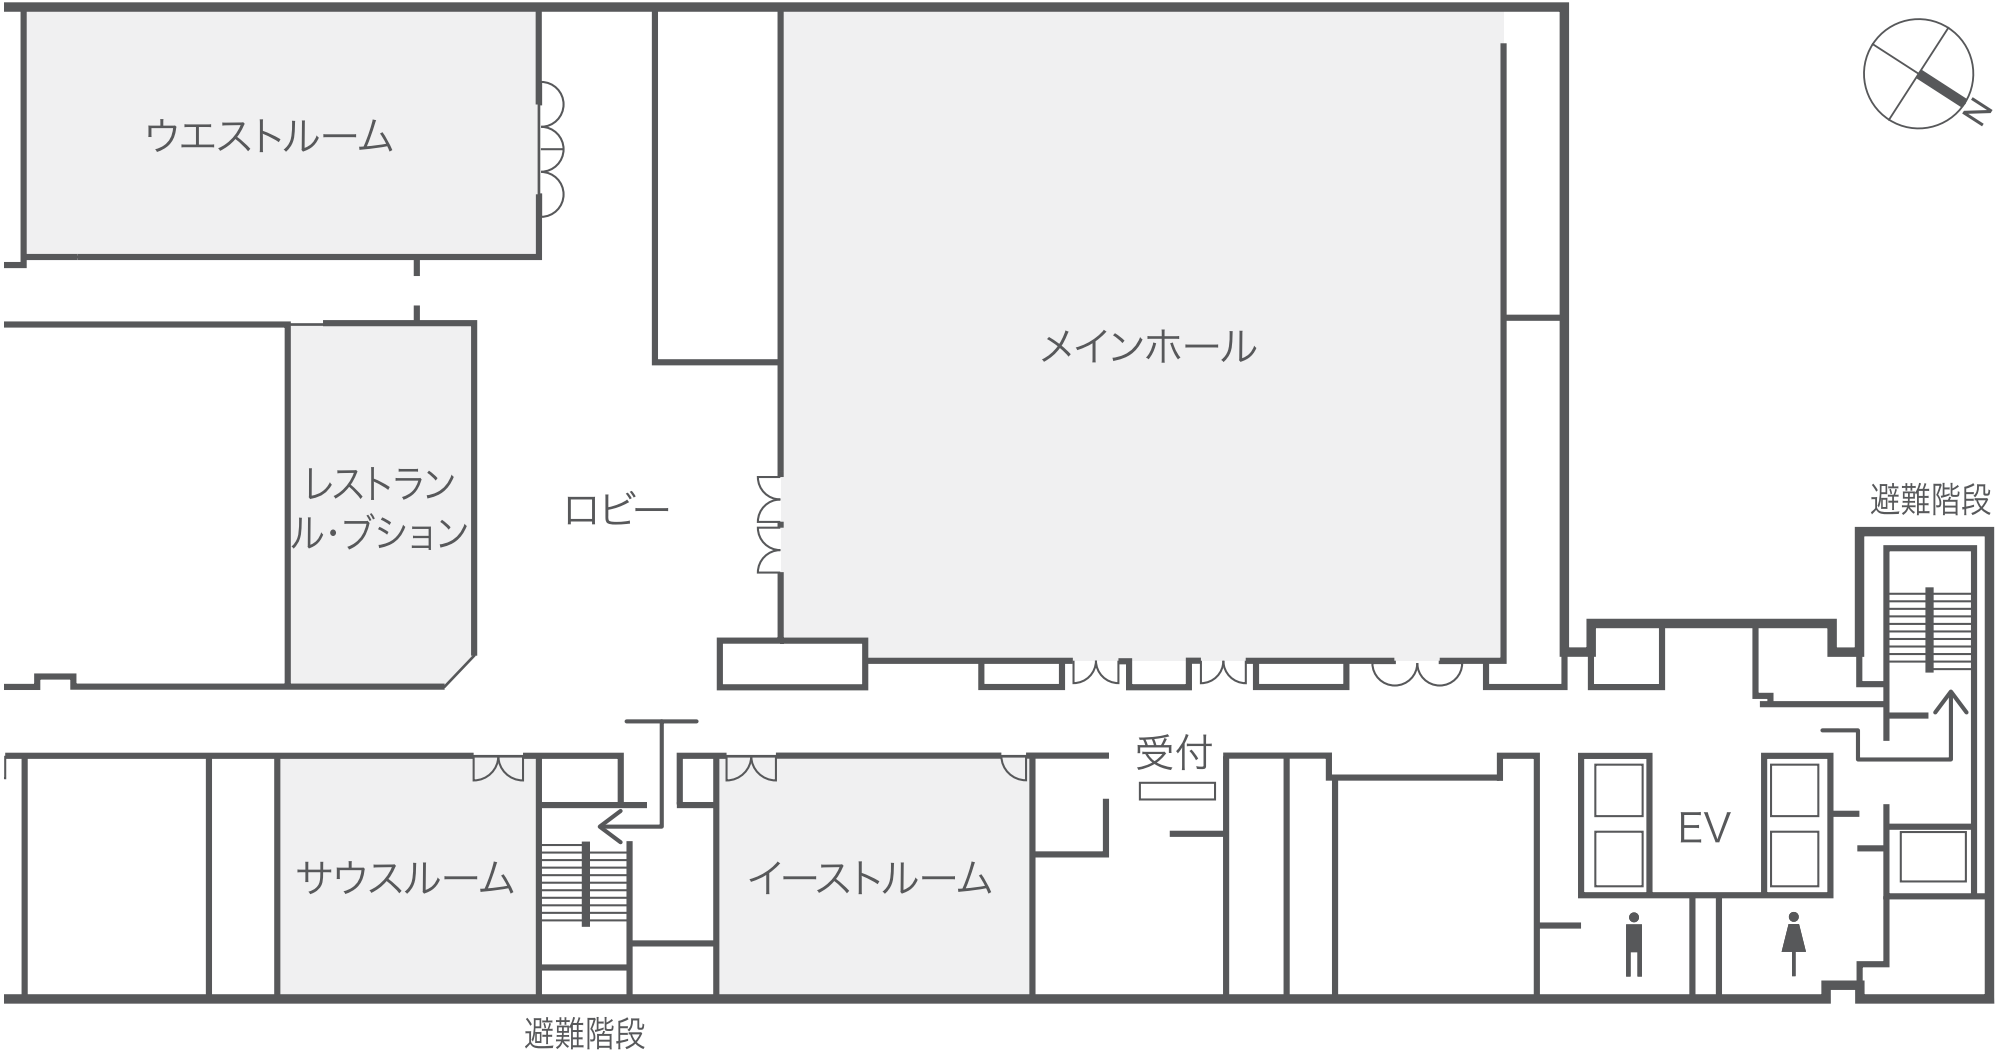 N
ウエストルーム
メインホール
レストラン
ル・ブション
ロビー
避難階段
受付
EV
サウスルーム
イーストルーム
避難階段